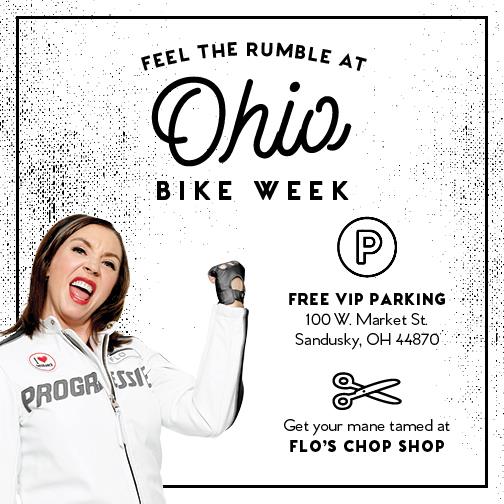 FEEL THE RUMBLE AT
Ohio
BIKE WEEK
P
FREE VIP PARKING
100 W. Market St.
Sandusky, OH 44870
FLO
I
PROGRESSIVE
Get your mane tamed at
FLO'S CHOP SHOP